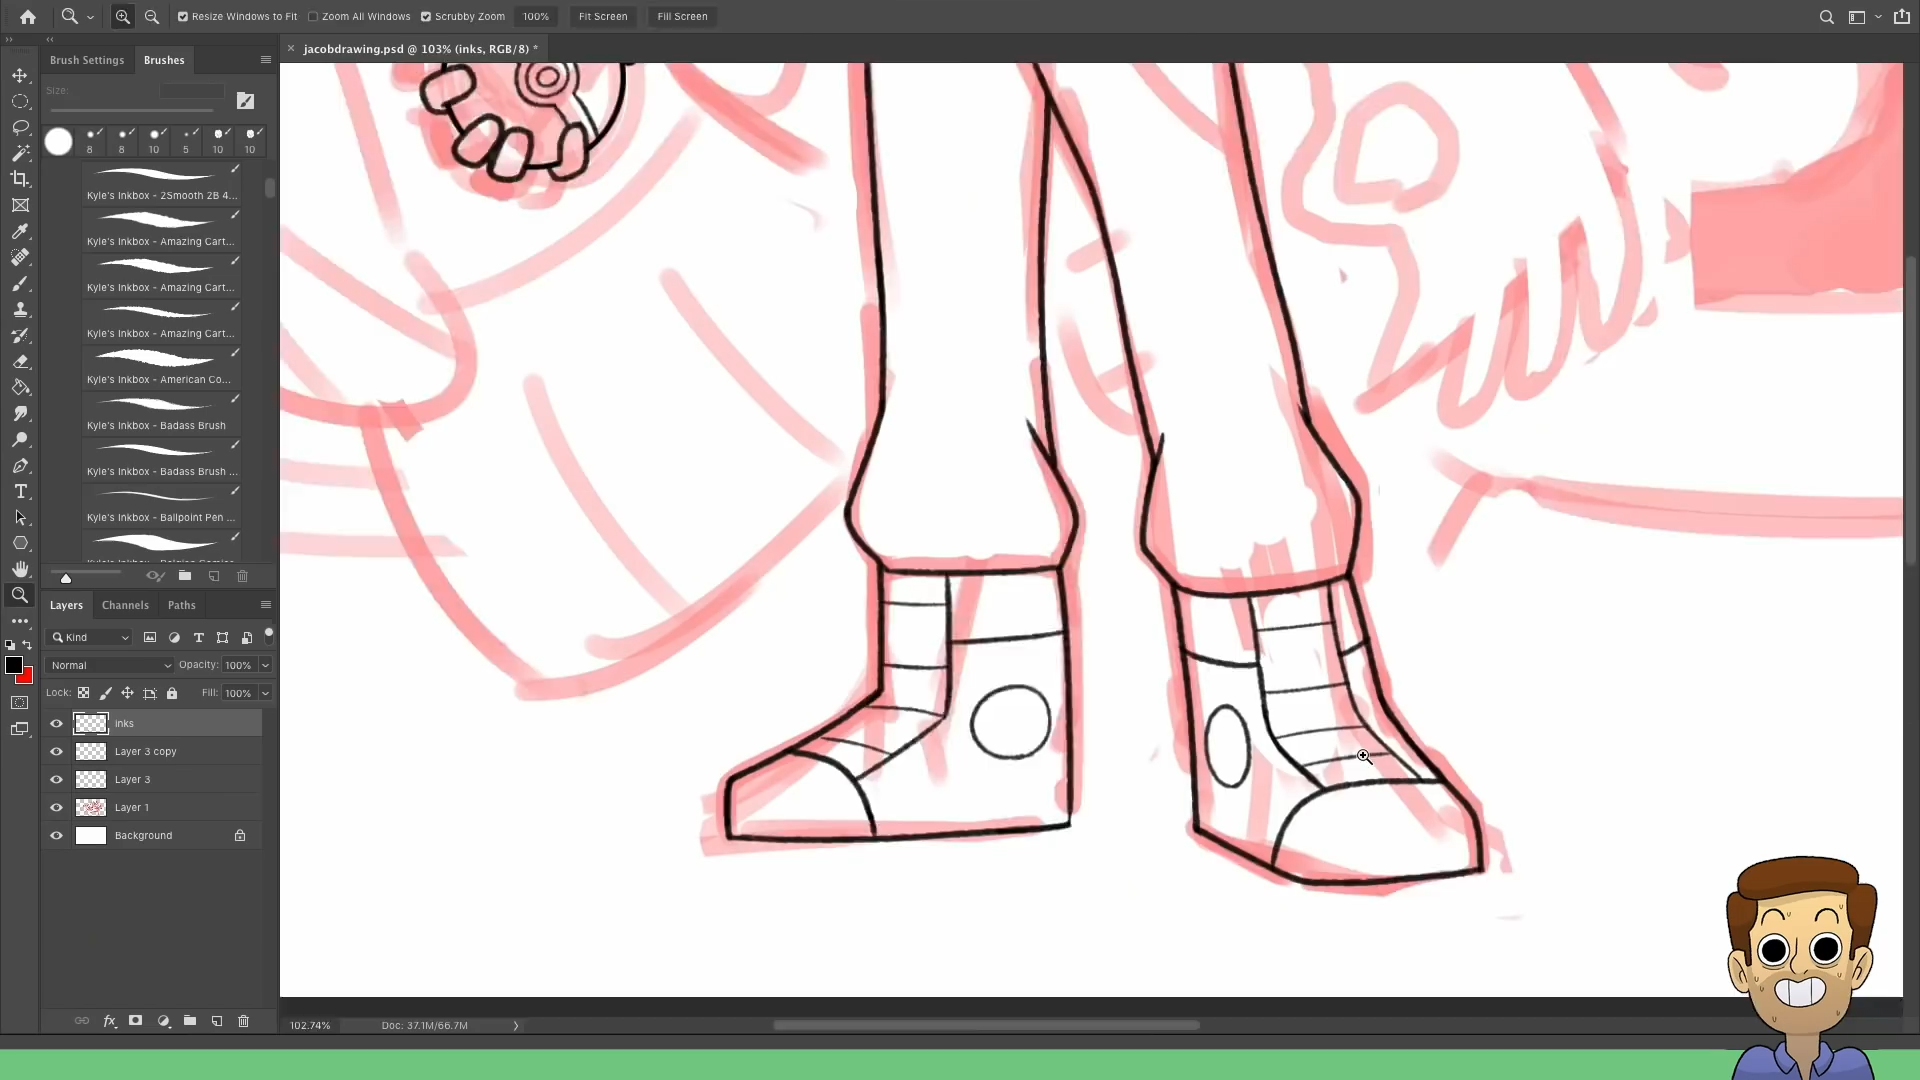 Resize Windows to Fit Zoom All Windows Scrubby Zoom 100% Fit Screen Fill Screen
jacobdrawing.psd @ 103% (inks, RGB/8) *
Brush Settings Brushes
Size:
8 8 10 5 10 10
Kyle's Inkbox - 2Smooth 2B 4...
Kyle's Inkbox - Amazing Cart...
Kyle's Inkbox - Amazing Cart...
Kyle's Inkbox - Amazing Cart...
Kyle's Inkbox - American Co...
Kyle's Inkbox - Badass Brush
Kyle's Inkbox - Badass Brush ...
Kyle's Inkbox - Ballpoint Pen ...
Layers Channels Paths
Kind
Normal Opacity: 100%
Lock: Fill: 100%
inks
Layer 3 copy
Layer 3
Layer 1
Background
fx
102.74% Doc: 37.1M/66.7M